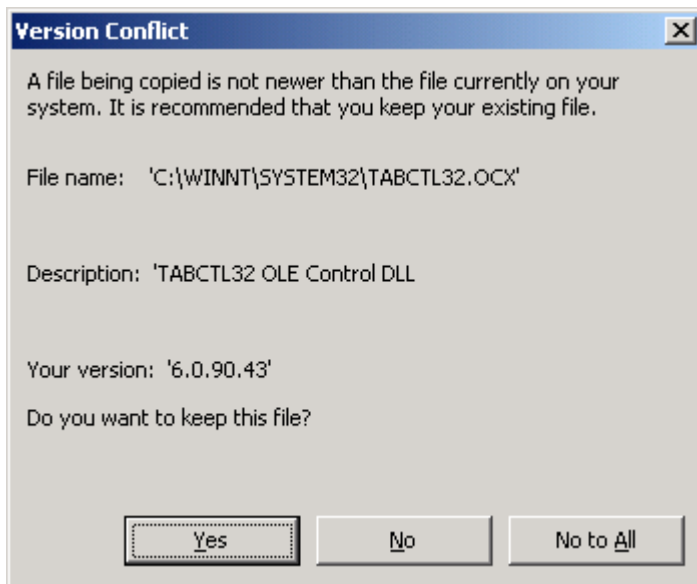 Version Conflict
A file being copied is not newer than the file currently on your
system. It is recommended that you keep your existing file.
File name: 'C:\WINNT\SYSTEM32\TABCTL32.OCX'
Description: 'TABCTL32 OLE Control DLL
Your version: '6.0.90.43'
Do you want to keep this file?
Yes No No to All